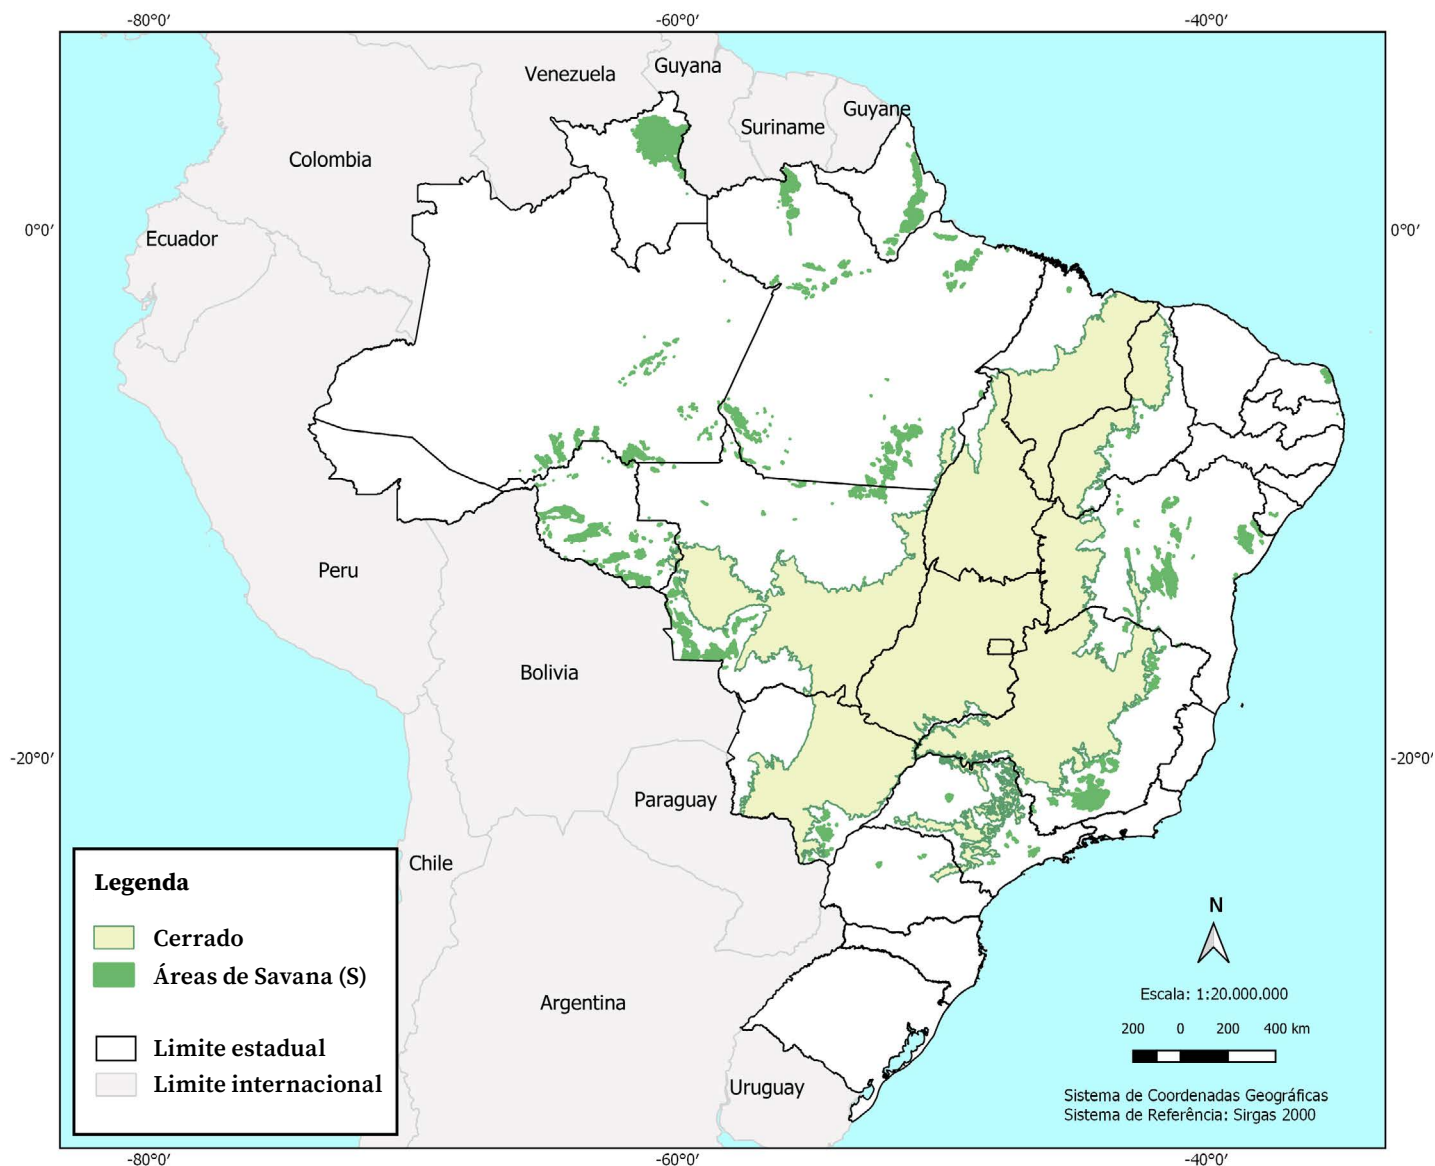 -80°0′ -60°0′ -40°0′
Venezuela
Guyana
Guyane
Suriname
Colombia
0°0′ 0°0′
Ecuador
Peru
Bolivia
-20°0′ -20°0′
Paraguay
Chile
Legenda
Cerrado
Áreas de Savana (S)
Limite estadual
Limite internacional
Argentina
Uruguay
N
Escala: 1:20.000.000
200 0 200 400 km
Sistema de Coordenadas Geográficas
Sistema de Referência: Sirgas 2000
-80°0′ -60°0′ -40°0′